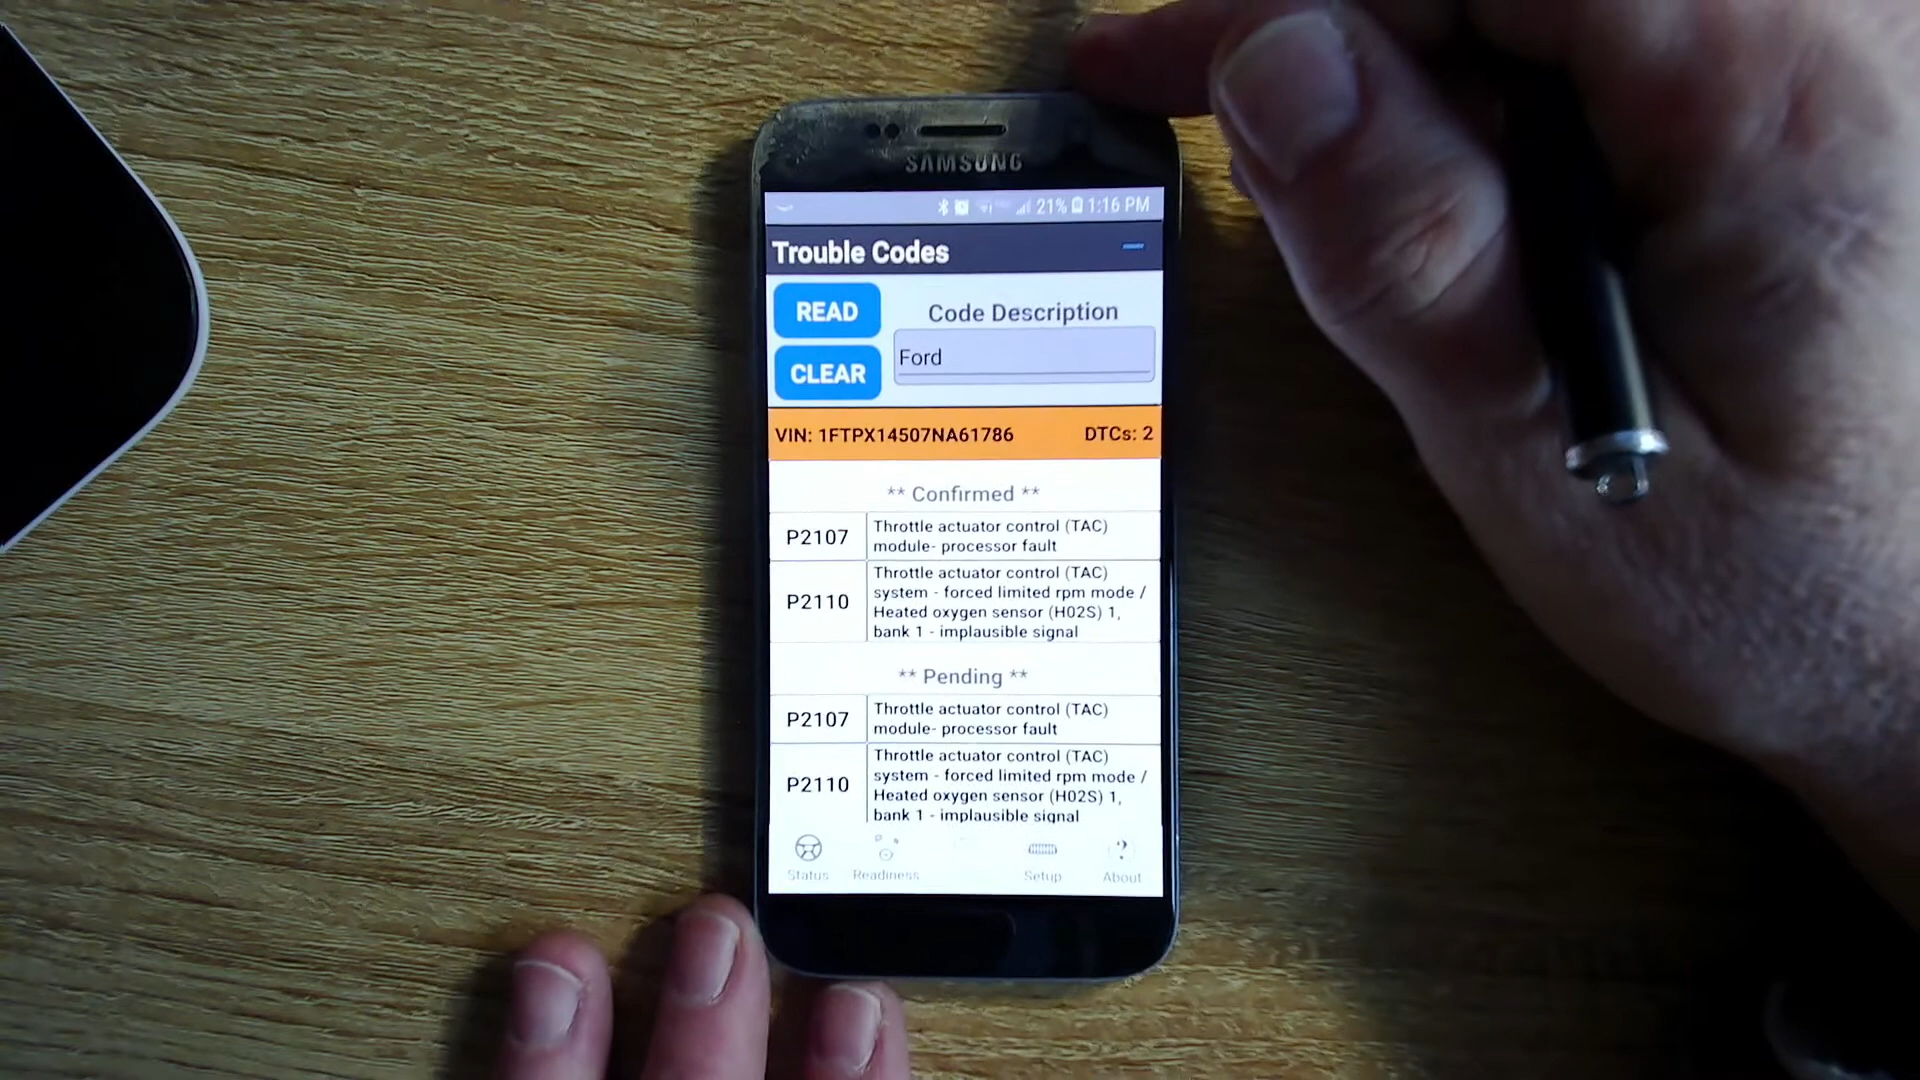 SAMSUNG
21% 1:16 PM
Trouble Codes
READ
Code Description
Ford
CLEAR
VIN: 1FTPX14507NA61786 DTCs: 2
** Confirmed **
P2107
Throttle actuator control (TAC)
module- processor fault
P2110
Throttle actuator control (TAC)
system - forced limited rpm mode /
Heated oxygen sensor (H02S) 1,
bank 1 - implausible signal
** Pending **
P2107
Throttle actuator control (TAC)
module- processor fault
P2110
Throttle actuator control (TAC)
system - forced limited rpm mode /
Heated oxygen sensor (H02S) 1,
bank 1 - implausible signal
Status Readiness Setup ? About